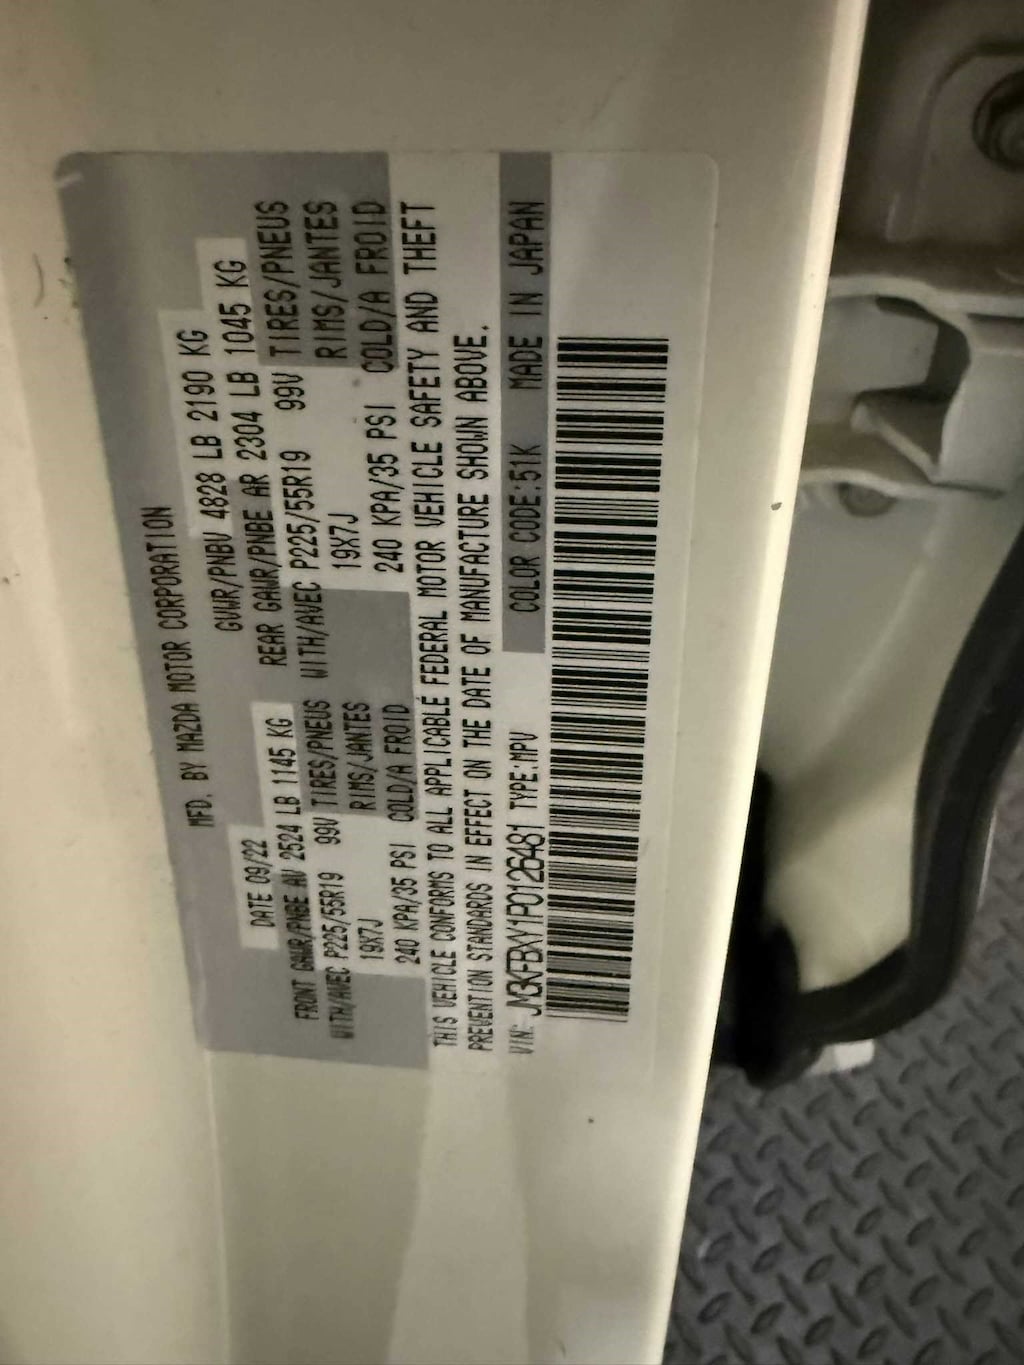 MFD. BY MAZDA MOTOR CORPORATION
DATE 09/22 GVWR/PNBV 4828 LB 2190 KG
FRONT GAWR/PNBE AV 2524 LB 1145 KG REAR GAWR/PNBE AR 2304 LB 1045 KG
WITH/AVEC P225/55R19 99V TIRES/PNEUS WITH/AVEC P225/55R19 99V TIRES/PNEUS
19X7J RIMS/JANTES 19X7J RIMS/JANTES
240 KPA/35 PSI COLD/A FROID 240 KPA/35 PSI COLD/A FROID
THIS VEHICLE CONFORMS TO ALL APPLICABLE FEDERAL MOTOR VEHICLE SAFETY AND THEFT
PREVENTION STANDARDS IN EFFECT ON THE DATE OF MANUFACTURE SHOWN ABOVE.
VIN: JM3KFBXY1P0126481 TYPE:MPV COLOR CODE:51K MADE IN JAPAN